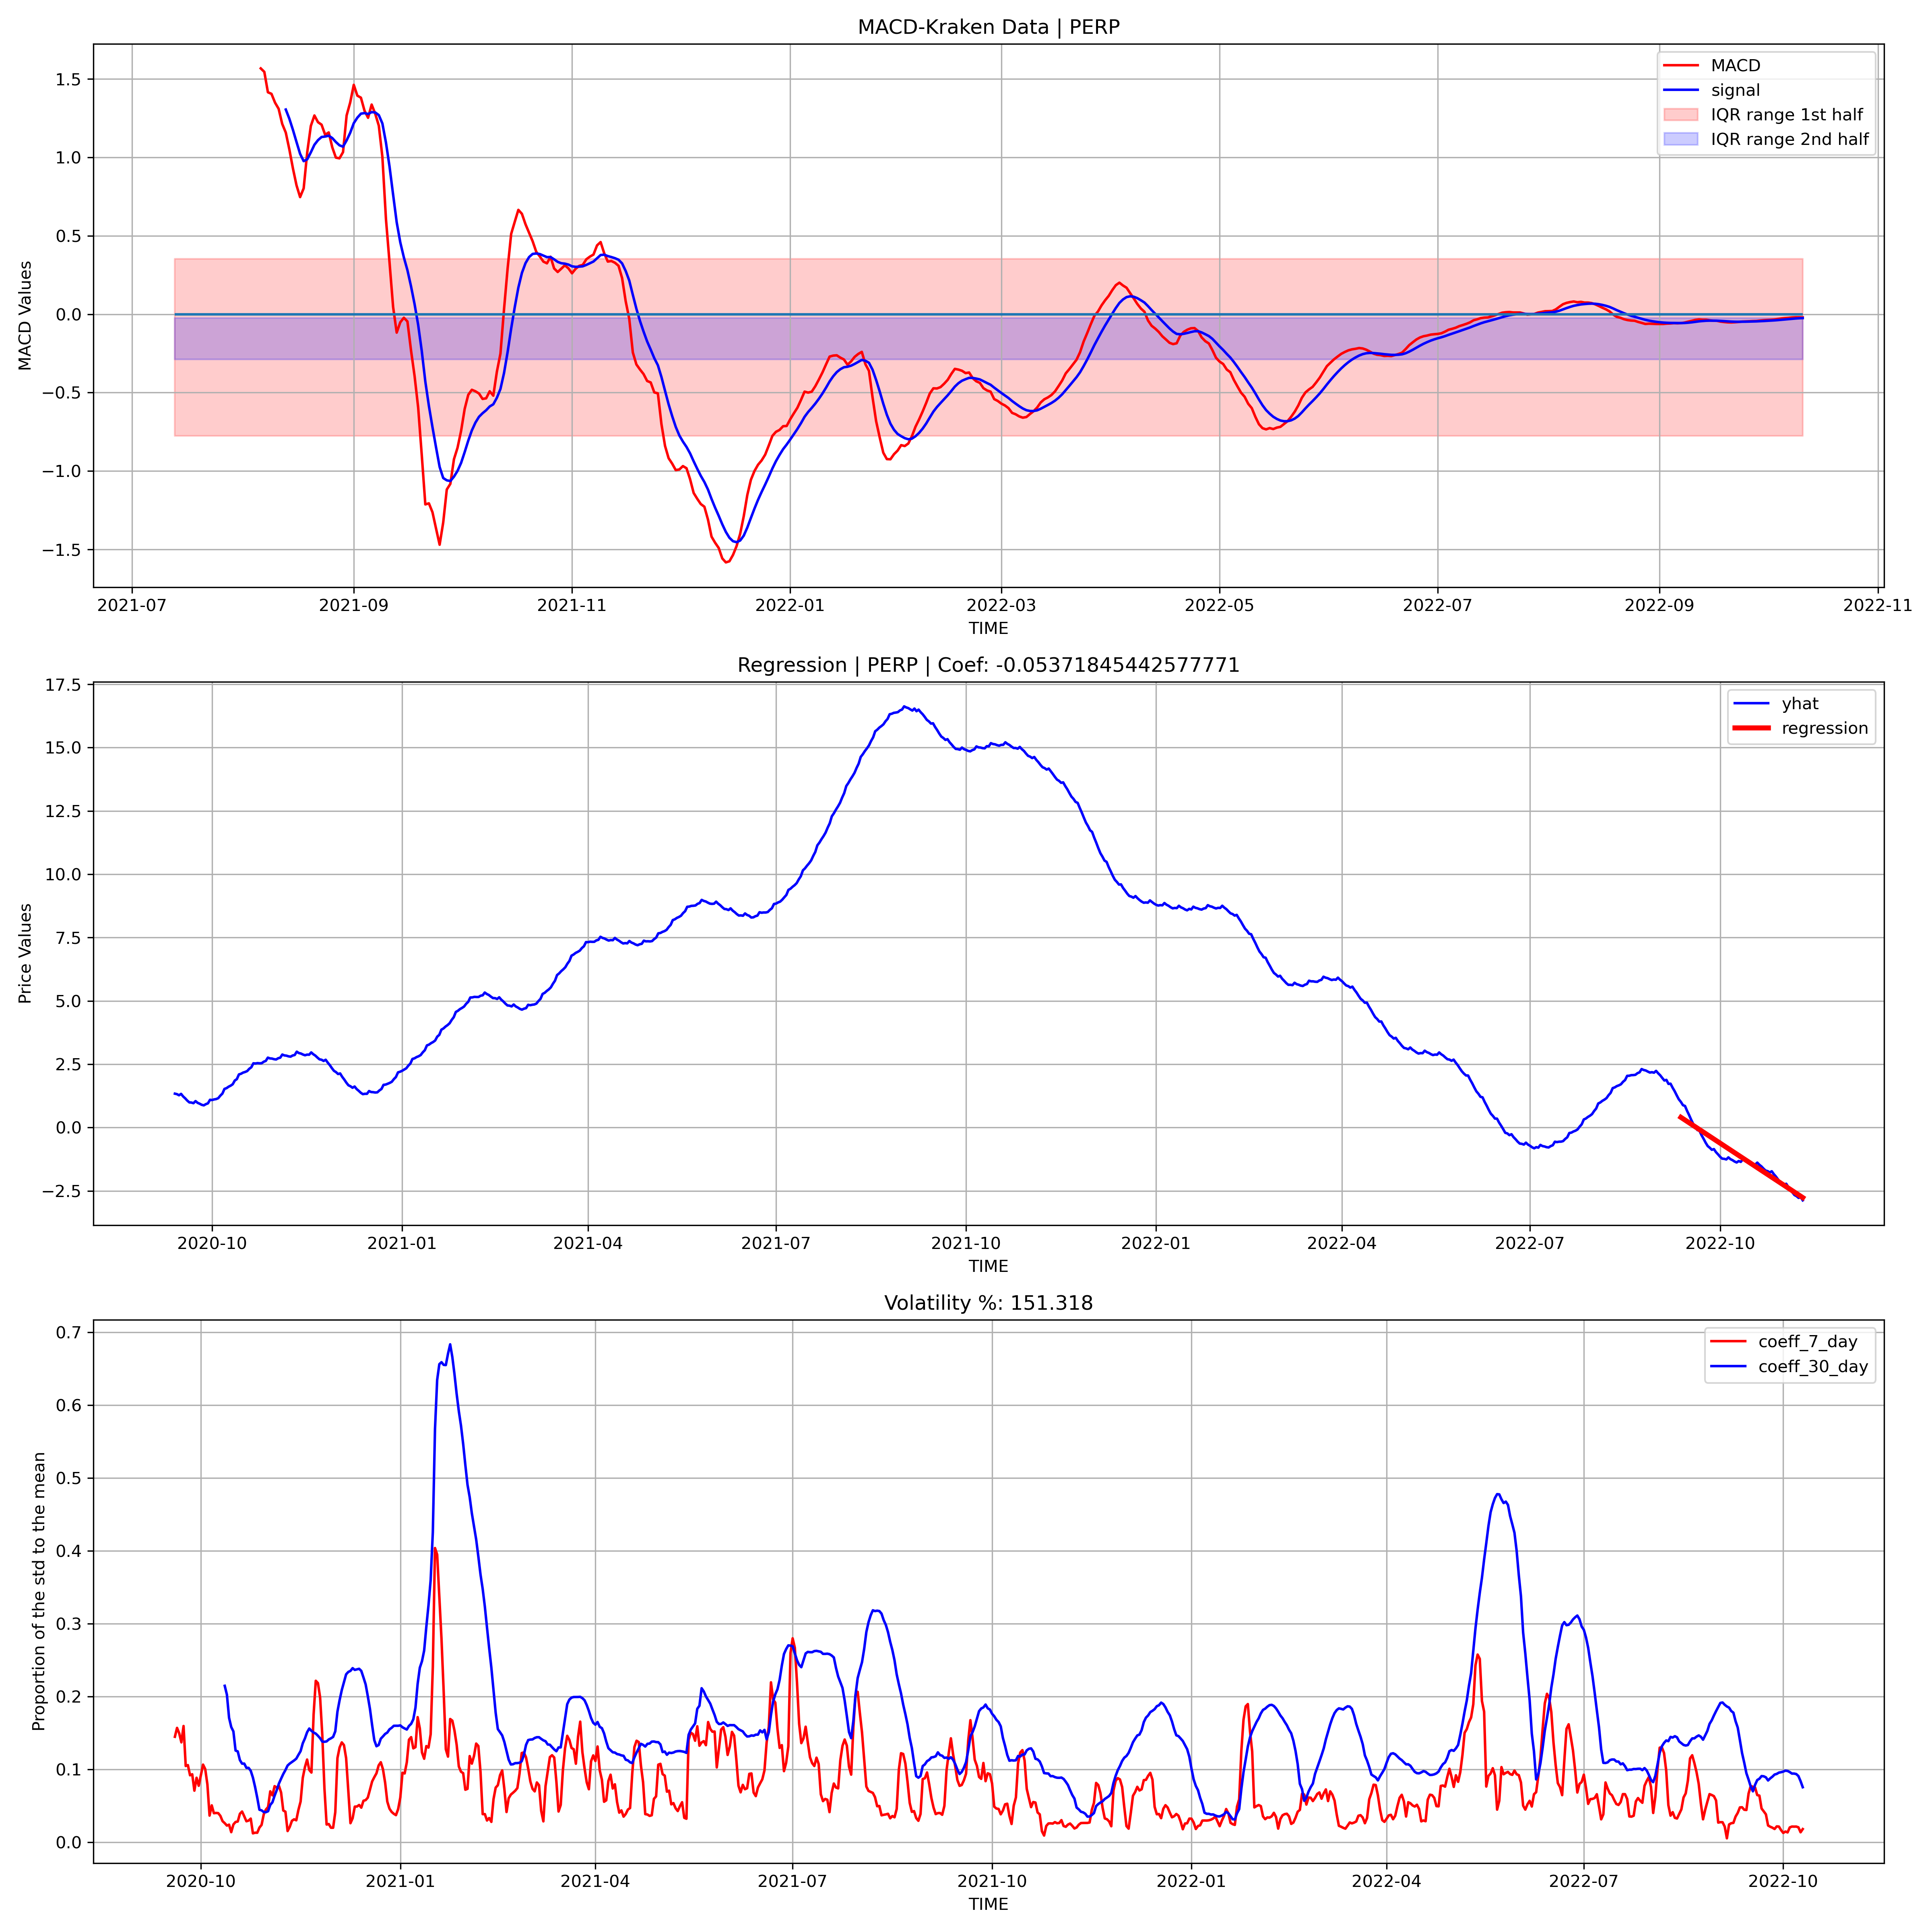 MACD-Kraken Data | PERP
MACD
signal
IQR range 1st half
IQR range 2nd half
MACD Values
1.5
1.0
0.5
0.0
−0.5
−1.0
−1.5
2021-07 2021-09 2021-11 2022-01 2022-03 2022-05 2022-07 2022-09 2022-11
TIME
Regression | PERP | Coef: -0.05371845442577771
yhat
regression
Price Values
17.5
15.0
12.5
10.0
7.5
5.0
2.5
0.0
−2.5
2020-10 2021-01 2021-04 2021-07 2021-10 2022-01 2022-04 2022-07 2022-10
TIME
Volatility %: 151.318
coeff_7_day
coeff_30_day
Proportion of the std to the mean
0.7
0.6
0.5
0.4
0.3
0.2
0.1
0.0
2020-10 2021-01 2021-04 2021-07 2021-10 2022-01 2022-04 2022-07 2022-10
TIME